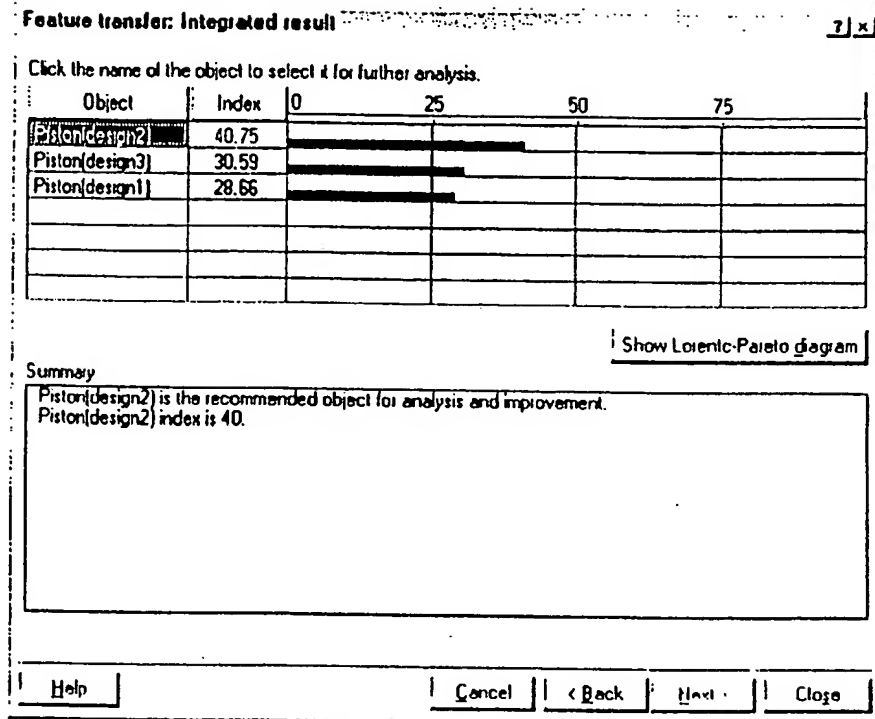 Feature transfer: Integrated result ? ×
Click the name of the object to select it for further analysis.
Object Index 0 25 50 75
Piston(design2) 40.75
Piston(design3) 30.59
Piston(design1) 28.66
Show Lorentc-Pareto diagram
Summary
Piston(design2) is the recommended object for analysis and improvement.
Piston(design2) index is 40.
Help Cancel < Back Next > Close